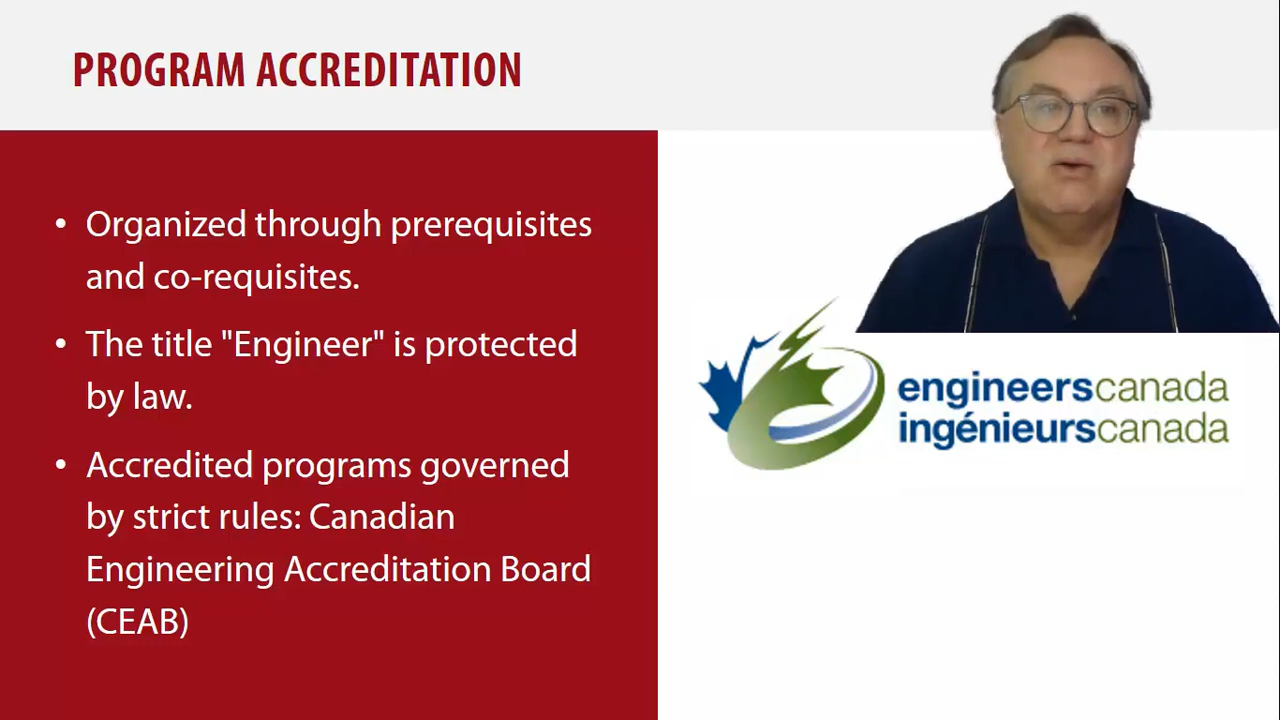 PROGRAM ACCREDITATION
• Organized through prerequisites
and co-requisites.
• The title "Engineer" is protected
by law.
• Accredited programs governed
by strict rules: Canadian
Engineering Accreditation Board
(CEAB)
engineerscanada
ingénieurscanada